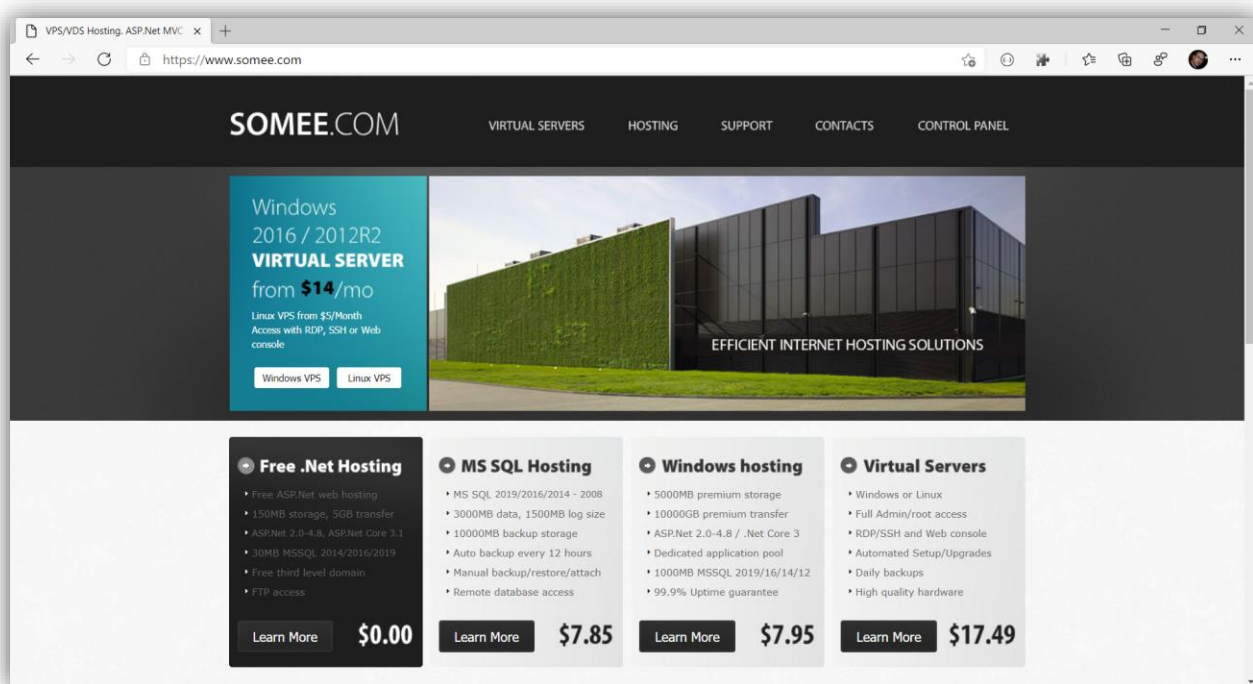 VPS/VDS Hosting. ASP.Net MVC
https://www.somee.com
SOMEE.COM
VIRTUAL SERVERS
HOSTING
SUPPORT
CONTACTS
CONTROL PANEL
Windows
2016 / 2012R2
VIRTUAL SERVER
from $14/mo
Linux VPS from $5/Month
Access with RDP, SSH or Web
console
Windows VPS
Linux VPS
EFFICIENT INTERNET HOSTING SOLUTIONS
Free .Net Hosting
Free ASP.Net web hosting
150MB storage, 5GB transfer
ASP.Net 2.0-4.8, ASP.Net Core 3.1
30MB MSSQL 2014/2016/2019
Free third level domain
FTP access
Learn More
$0.00
MS SQL Hosting
MS SQL 2019/2016/2014 - 2008
3000MB data, 1500MB log size
10000MB backup storage
Auto backup every 12 hours
Manual backup/restore/attach
Remote database access
Learn More
$7.85
Windows hosting
5000MB premium storage
10000GB premium transfer
ASP.Net 2.0-4.8 / .Net Core 3
Dedicated application pool
1000MB MSSQL 2019/16/14/12
99.9% Uptime guarantee
Learn More
$7.95
Virtual Servers
Windows or Linux
Full Admin/root access
RDP/SSH and Web console
Automated Setup/Upgrades
Daily backups
High quality hardware
Learn More
$17.49